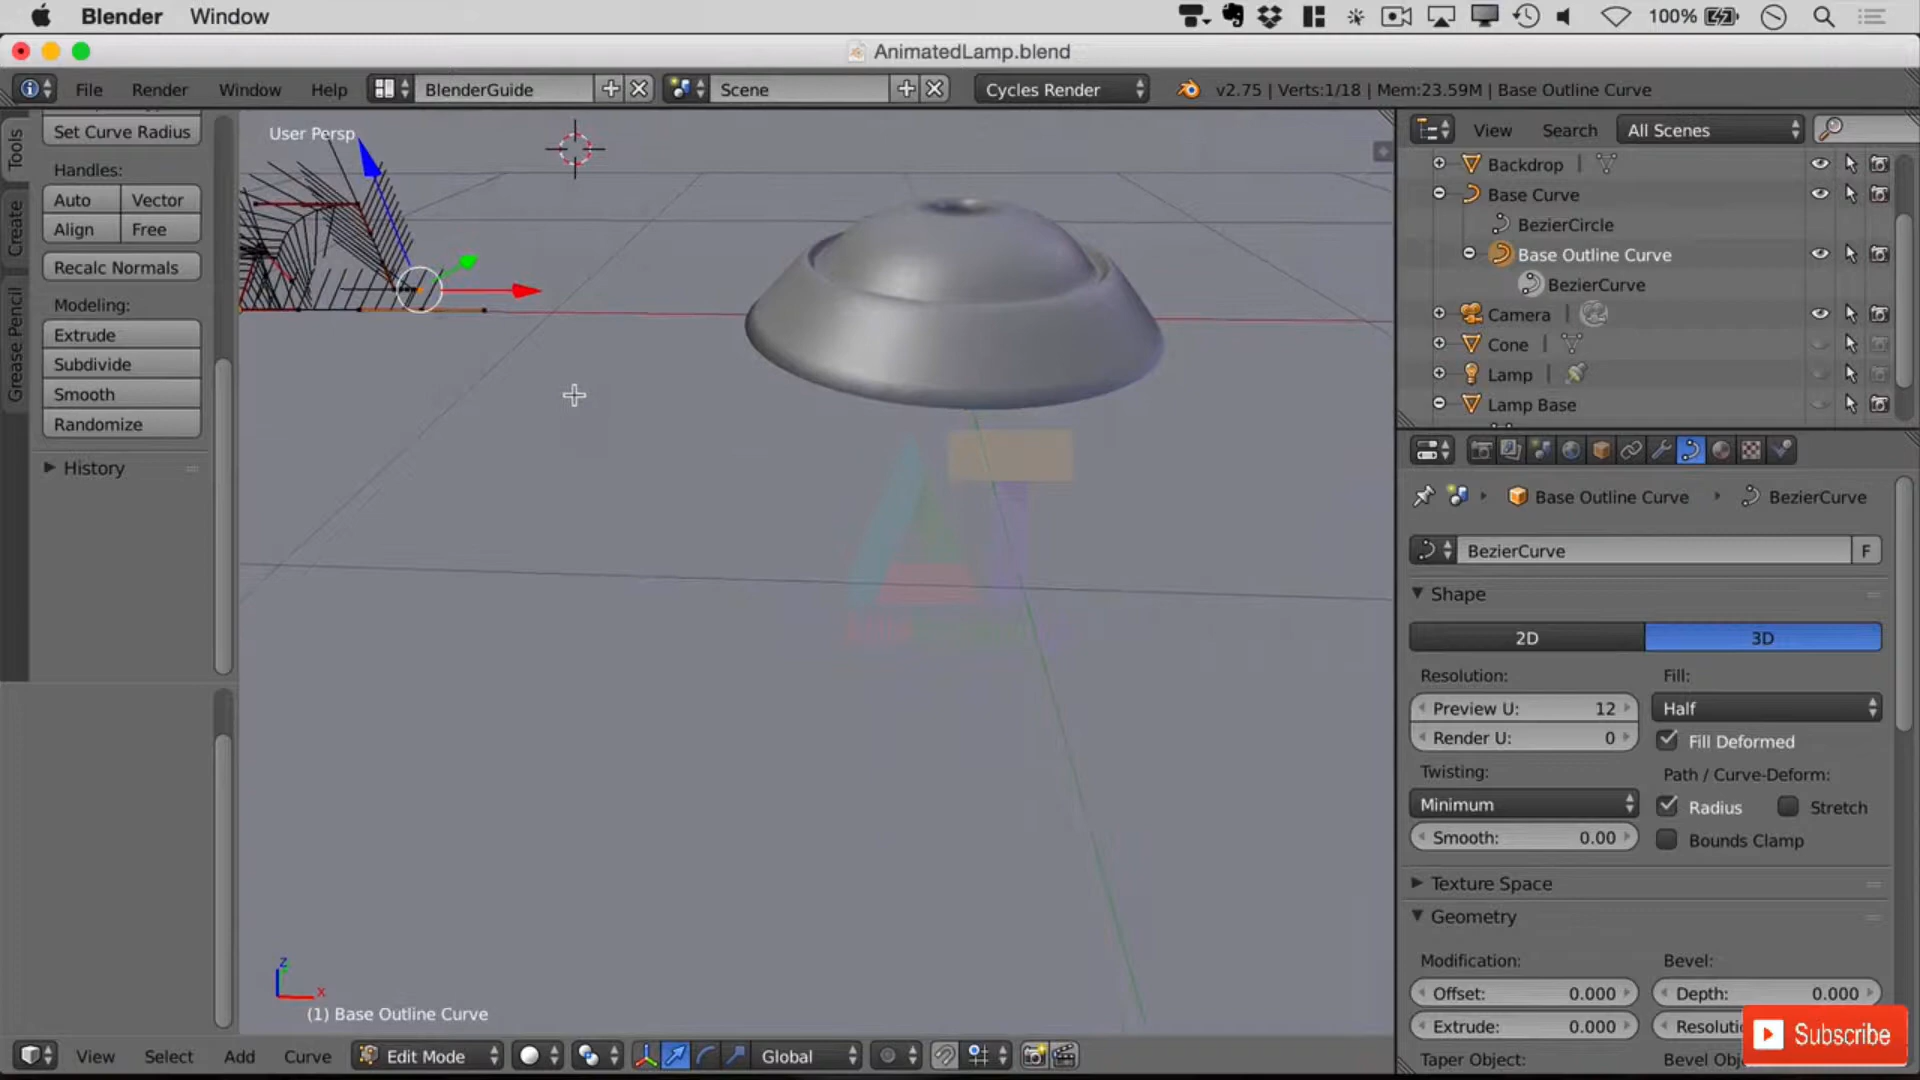 Blender Window 100%
AnimatedLamp.blend
File Render Window Help BlenderGuide Scene Cycles Render v2.75 | Verts:1/18 | Mem:23.59M | Base Outline Curve
Tools
Create
Grease Pencil
Set Curve Radius
Handles:
Auto Vector
Align Free
Recalc Normals
Modeling:
Extrude
Subdivide
Smooth
Randomize
History
User Persp
z
x
(1) Base Outline Curve
View Select Add Curve Edit Mode Global
View Search All Scenes
Backdrop
Base Curve
BezierCircle
Base Outline Curve
BezierCurve
Camera
Cone
Lamp
Lamp Base
Base Outline Curve BezierCurve
BezierCurve F
Shape
2D 3D
Resolution: Fill:
Preview U: 12 Half
Render U: 0 Fill Deformed
Twisting: Path / Curve-Deform:
Minimum Radius Stretch
Smooth: 0.00 Bounds Clamp
Texture Space
Geometry
Modification: Bevel:
Offset: 0.000 Depth: 0.000
Extrude: 0.000
Taper Object:
Subscribe